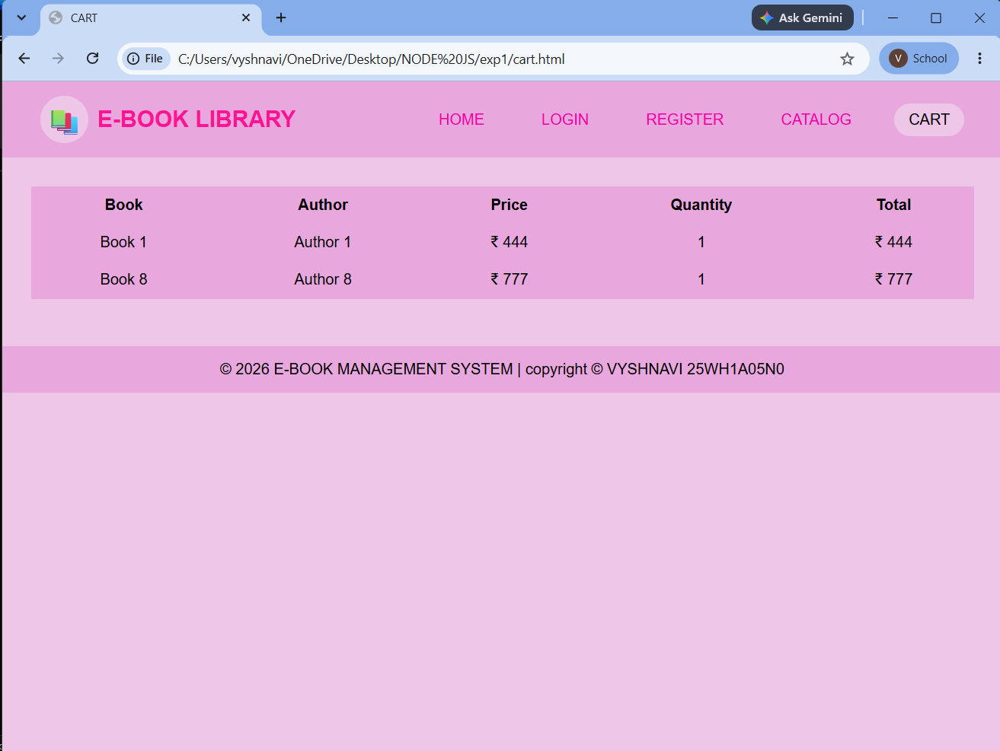 CART
Ask Gemini
File C:/Users/vyshnavi/OneDrive/Desktop/NODE%20JS/exp1/cart.html V School
E-BOOK LIBRARY HOME LOGIN REGISTER CATALOG CART
Book Author Price Quantity Total
Book 1 Author 1 ₹ 444 1 ₹ 444
Book 8 Author 8 ₹ 777 1 ₹ 777
© 2026 E-BOOK MANAGEMENT SYSTEM | copyright © VYSHNAVI 25WH1A05N0